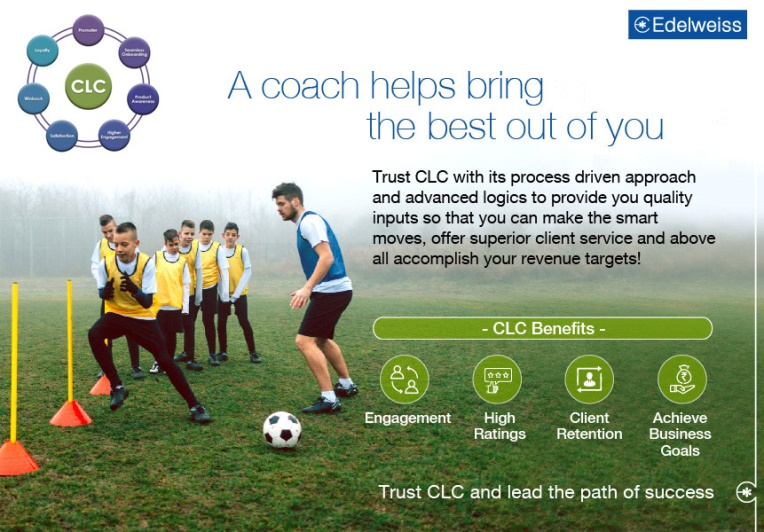 Edelweiss
Promoter
Loyalty
Seamless
Onboarding
CLC
Winback
Product
Awareness
Satisfaction
Higher
Engagement
A coach helps bring
the best out of you
Trust CLC with its process driven approach
and advanced logics to provide you quality
inputs so that you can make the smart
moves, offer superior client service and above
all accomplish your revenue targets!
- CLC Benefits -
Engagement
High
Ratings
Client
Retention
Achieve
Business
Goals
Trust CLC and lead the path of success